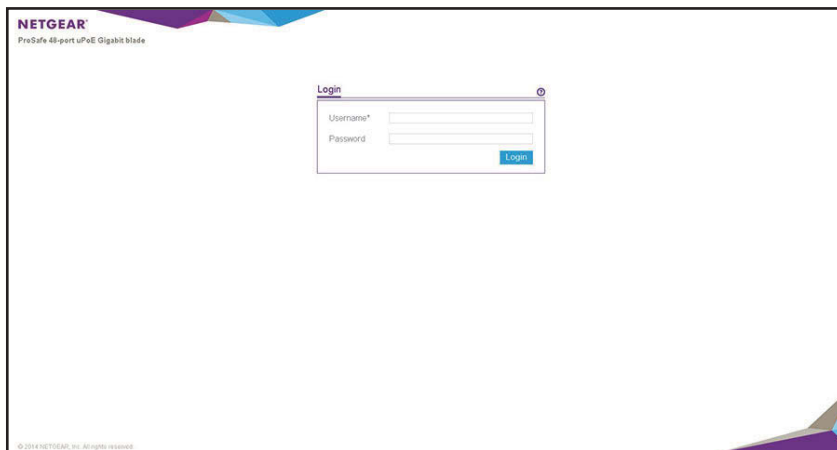 NETGEAR®
ProSafe 48-port uPoE Gigabit blade
Login
Username*
Password
Login
© 2014 NETGEAR, Inc. All rights reserved